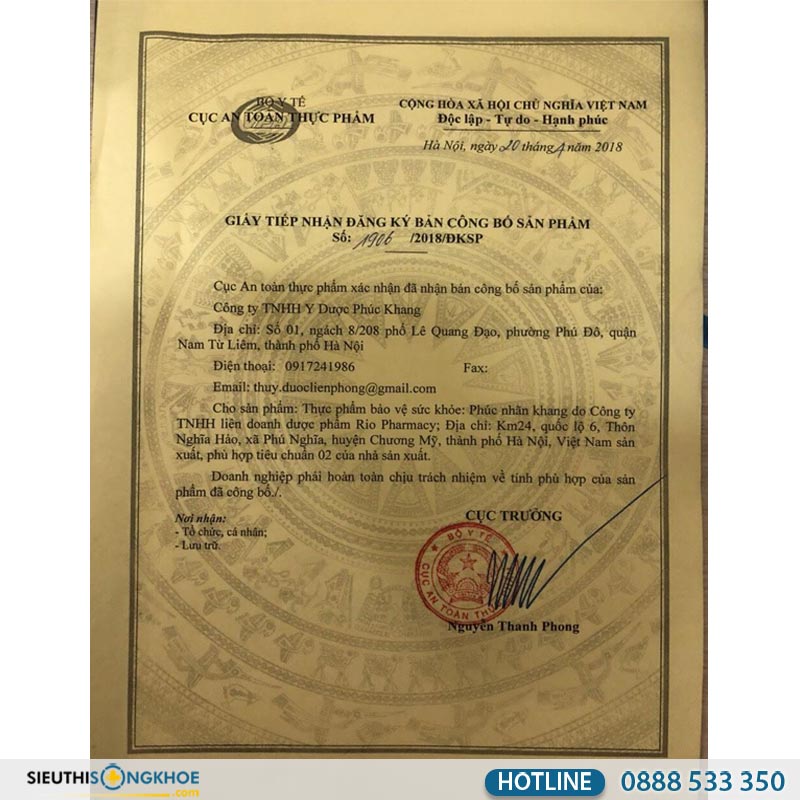 BỘ Y TẾ
CỤC AN TOÀN THỰC PHẨM
CỘNG HÒA XÃ HỘI CHỦ NGHĨA VIỆT NAM
Độc lập - Tự do - Hạnh phúc
Hà Nội, ngày 20 tháng 4 năm 2018
GIẤY TIẾP NHẬN ĐĂNG KÝ BẢN CÔNG BỐ SẢN PHẨM
Số: 1906 /2018/ĐKSP
Cục An toàn thực phẩm xác nhận đã nhận bản công bố sản phẩm của:
Công ty TNHH Y Dược Phúc Khang
Địa chỉ: Số 01, ngách 8/208 phố Lê Quang Đạo, phường Phú Đô, quận
Nam Từ Liêm, thành phố Hà Nội
Điện thoại: 0917241986 Fax:
Email: thuy.duoclienphong@gmail.com
Cho sản phẩm: Thực phẩm bảo vệ sức khỏe: Phúc nhãn khang do Công ty
TNHH liên doanh dược phẩm Rio Pharmacy; Địa chỉ: Km24, quốc lộ 6, Thôn
Nghĩa Hảo, xã Phú Nghĩa, huyện Chương Mỹ, thành phố Hà Nội, Việt Nam sản
xuất, phù hợp tiêu chuẩn 02 của nhà sản xuất.
Doanh nghiệp phải hoàn toàn chịu trách nhiệm về tính phù hợp của sản
phẩm đã công bố./.
Nơi nhận:
- Tổ chức, cá nhân;
- Lưu trữ.
CỤC TRƯỞNG
BỘ Y TẾ
CỤC AN TOÀN
Nguyễn Thanh Phong
SIEUTHISONGKHOE
.com
HOTLINE 0888 533 350